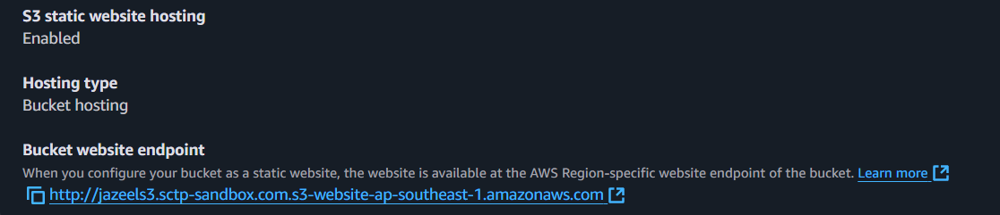 S3 static website hosting
Enabled
Hosting type
Bucket hosting
Bucket website endpoint
When you configure your bucket as a static website, the website is available at the AWS Region-specific website endpoint of the bucket. Learn more
http://jazeels3.sctp-sandbox.com.s3-website-ap-southeast-1.amazonaws.com